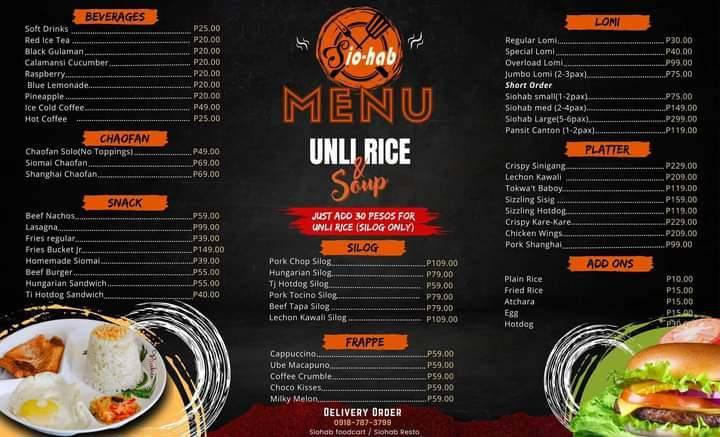 BEVERAGES
Soft Drinks P25.00
Red Ice Tea P20.00
Black Gulaman P20.00
Calamansi Cucumber P20.00
Raspberry P20.00
Blue Lemonade P20.00
Pineapple P20.00
Ice Cold Coffee P49.00
Hot Coffee P25.00
CHAOFAN
Chaofan Solo(No Toppings) P49.00
Siomai Chaofan P69.00
Shanghai Chaofan P69.00
SNACK
Beef Nachos P59.00
Lasagna P99.00
Fries regular P39.00
Fries Bucket Jr P149.00
Homemade Siomai P39.00
Beef Burger P55.00
Hungarian Sandwich P55.00
TJ Hotdog Sandwich P40.00
Sio-hab
MENU
UNLI RICE
&
Soup
JUST ADD 30 PESOS FOR
UNLI RICE (SILOG ONLY)
SILOG
Pork Chop Silog P109.00
Hungarian Silog P79.00
Tj Hotdog Silog P59.00
Pork Tocino Silog P79.00
Beef Tapa Silog P79.00
Lechon Kawali Silog P109.00
FRAPPE
Cappuccino P59.00
Ube Macapuno P59.00
Coffee Crumble P59.00
Choco Kisses P59.00
Milky Melon P59.00
DELIVERY ORDER
0918-787-3799
Siohab foodcart / Siohab Resto
LOMI
Regular Lomi P30.00
Special Lomi P40.00
Overload Lomi P99.00
Jumbo Lomi (2-3pax) P75.00
Short Order
Siohab small(1-2pax) P75.00
Siohab med (2-4pax) P149.00
Siohab Large(5-6pax) P299.00
Pansit Canton (1-2pax) P119.00
PLATTER
Crispy Sinigang P229.00
Lechon Kawali P209.00
Tokwa't Baboy P119.00
Sizzling Sisig P159.00
Sizzling Hotdog P119.00
Crispy Kare-Kare P229.00
Chicken Wings P209.00
Pork Shanghai P99.00
ADD ONS
Plain Rice P10.00
Fried Rice P15.00
Atchara P15.00
Egg P15.00
Hotdog